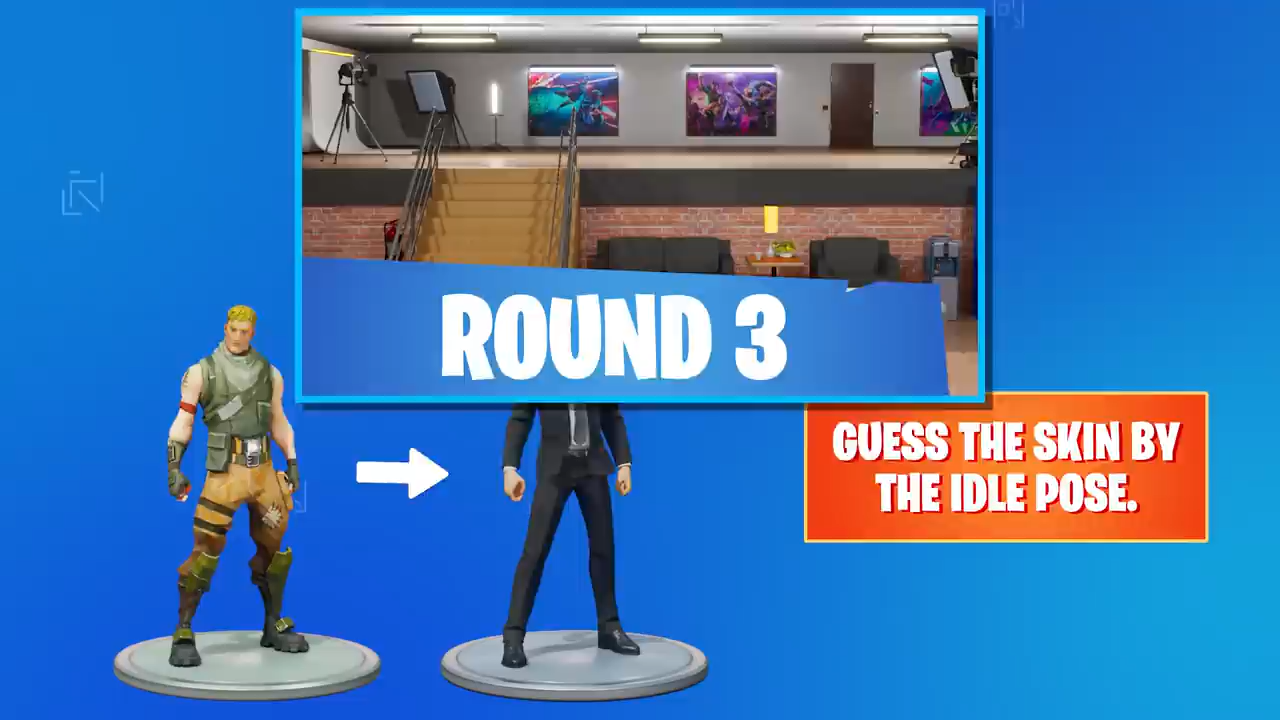 ROUND 3
GUESS THE SKIN BY
THE IDLE POSE.